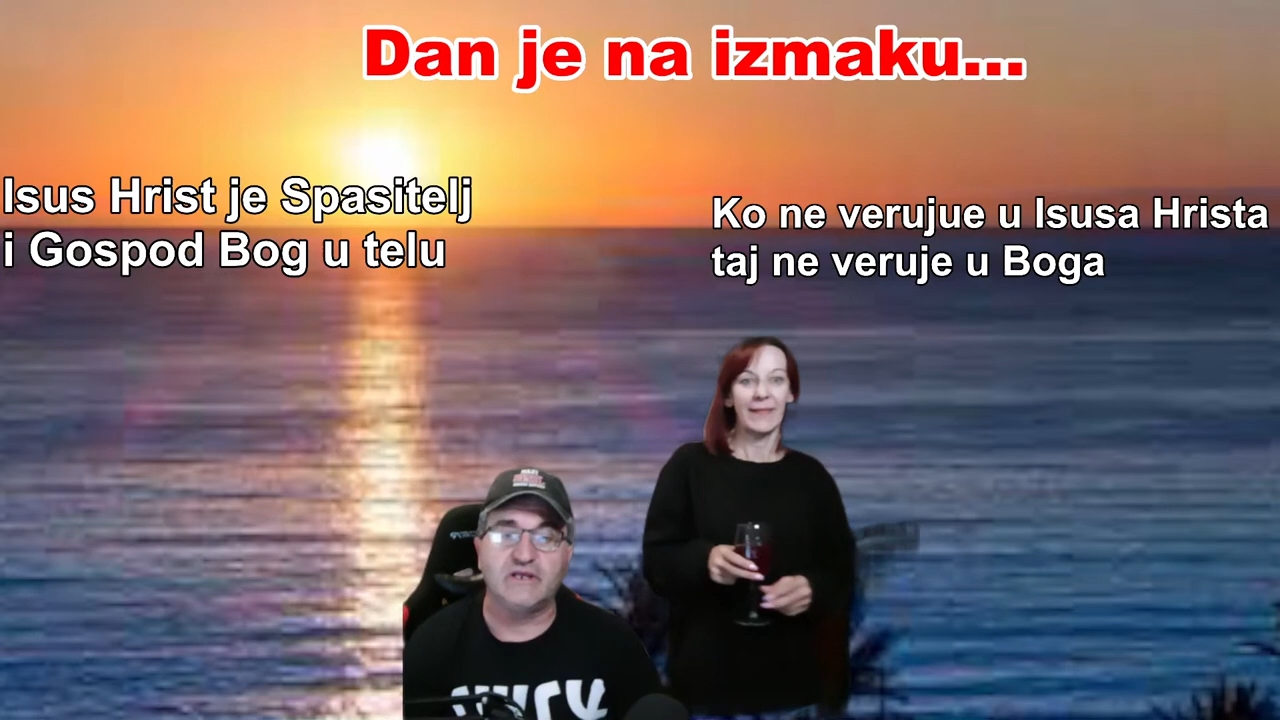 Dan je na izmaku...
Isus Hrist je Spasitelj
i Gospod Bog u telu
Ko ne verujue u Isusa Hrista
taj ne veruje u Boga